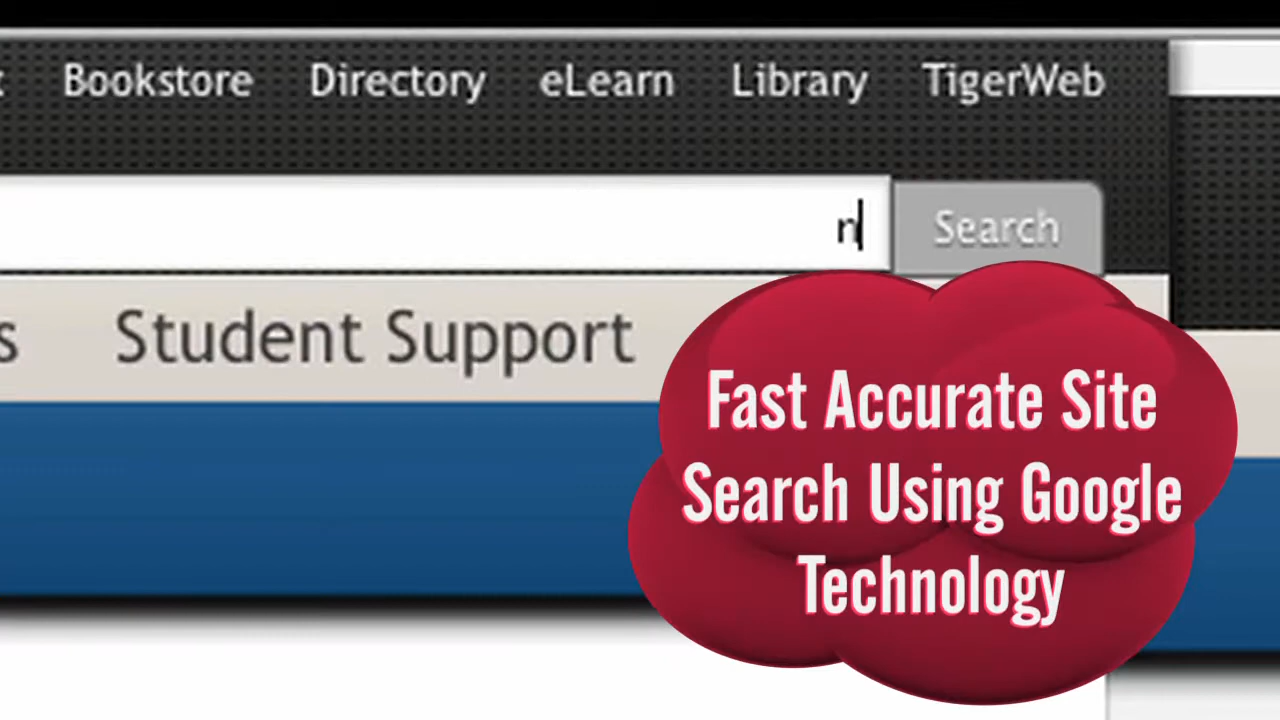 Bookstore Directory eLearn Library TigerWeb
n Search
s Student Support
Fast Accurate Site
Search Using Google
Technology